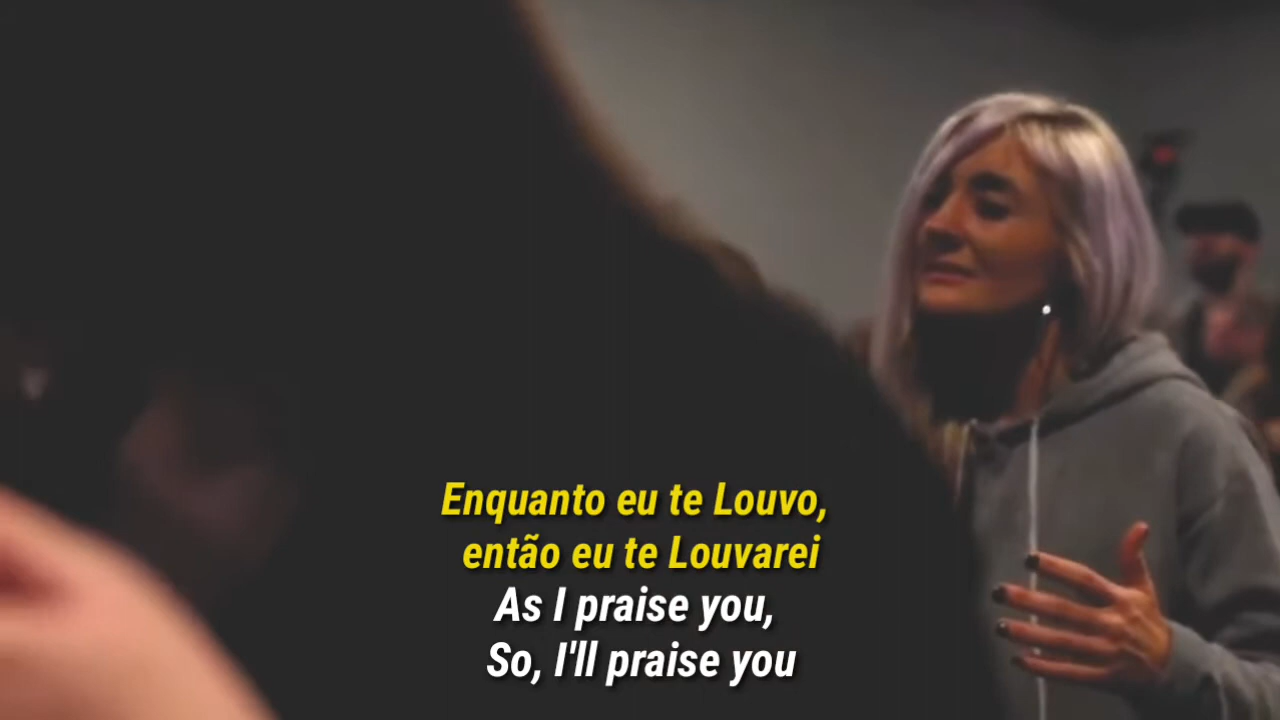 Enquanto eu te Louvo,
então eu te Louvarei
As I praise you,
So, I'll praise you